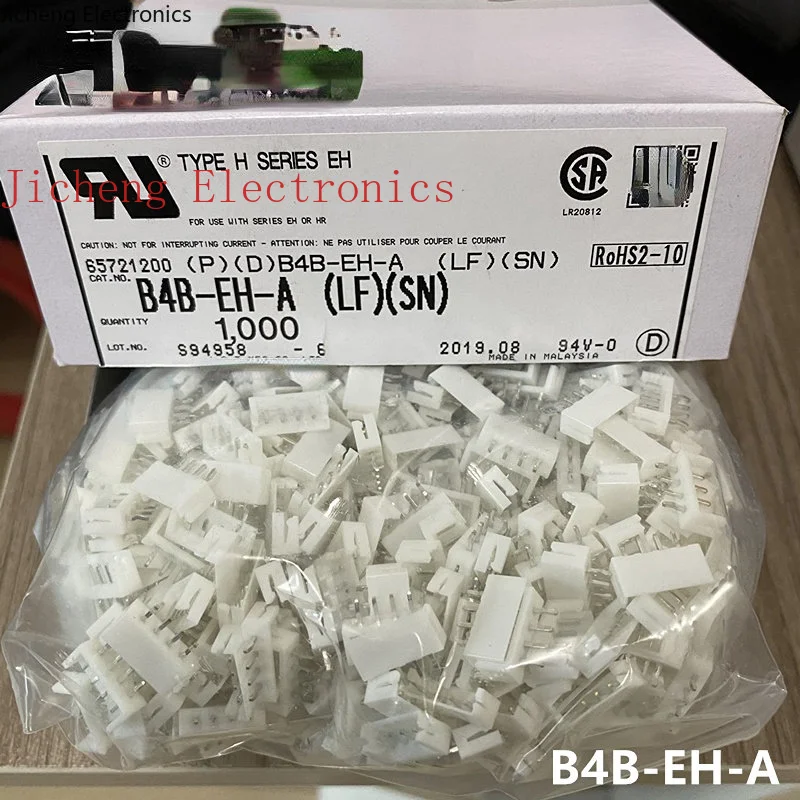 Jicheng Electronics
® TYPE H SERIES EH
Jicheng Electronics
FOR USE WITH SERIES EH OR HR
LR20812
CAUTION: NOT FOR INTERRUPTING CURRENT - ATTENTION: NE PAS UTILISER POUR COUPER LE COURANT
65721200 (P)(D)B4B-EH-A (LF)(SN)
RoHS2-10
CAT.NO. B4B-EH-A (LF)(SN)
QUANTITY 1,000
LOT.NO. S94958 - 6 2019.08 94V-0 D
MADE IN MALAYSIA
B4B-EH-A